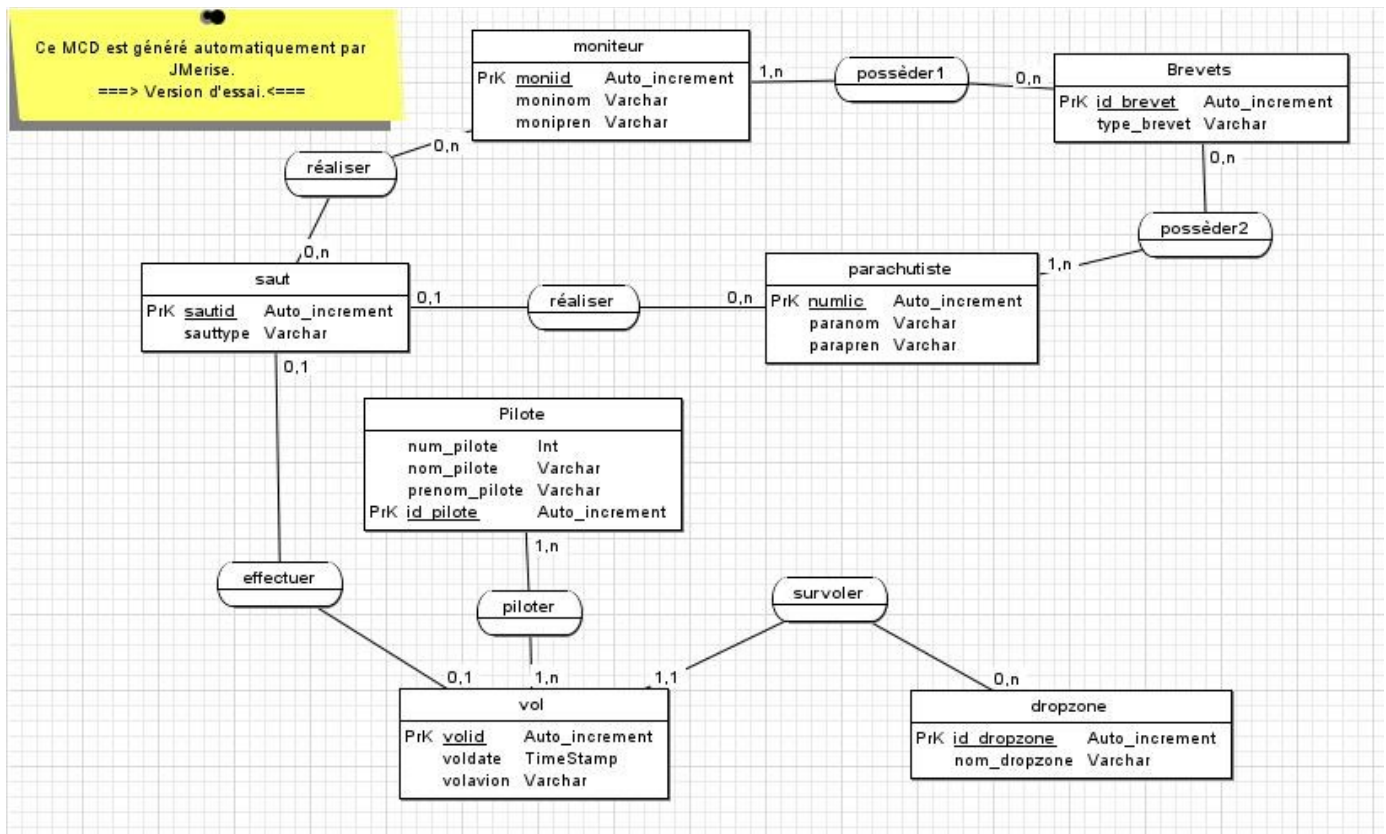 Ce MCD est généré automatiquement par
JMerise.
===> Version d'essai.<===
moniteur
PrK moniid Auto_increment
moninom Varchar
monipren Varchar
1,n
possèder1
0,n
Brevets
PrK id_brevet Auto_increment
type_brevet Varchar
0,n
réaliser
0,n
0,n
possèder2
1,n
saut
PrK sautid Auto_increment
sauttype Varchar
0,1
réaliser
0,n
parachutiste
PrK numlic Auto_increment
paranom Varchar
parapren Varchar
0,1
Pilote
num_pilote Int
nom_pilote Varchar
prenom_pilote Varchar
PrK id_pilote Auto_increment
1,n
effectuer
piloter
survoler
0,1
1,n
1,1
0,n
vol
PrK volid Auto_increment
voldate TimeStamp
volavion Varchar
dropzone
PrK id_dropzone Auto_increment
nom_dropzone Varchar